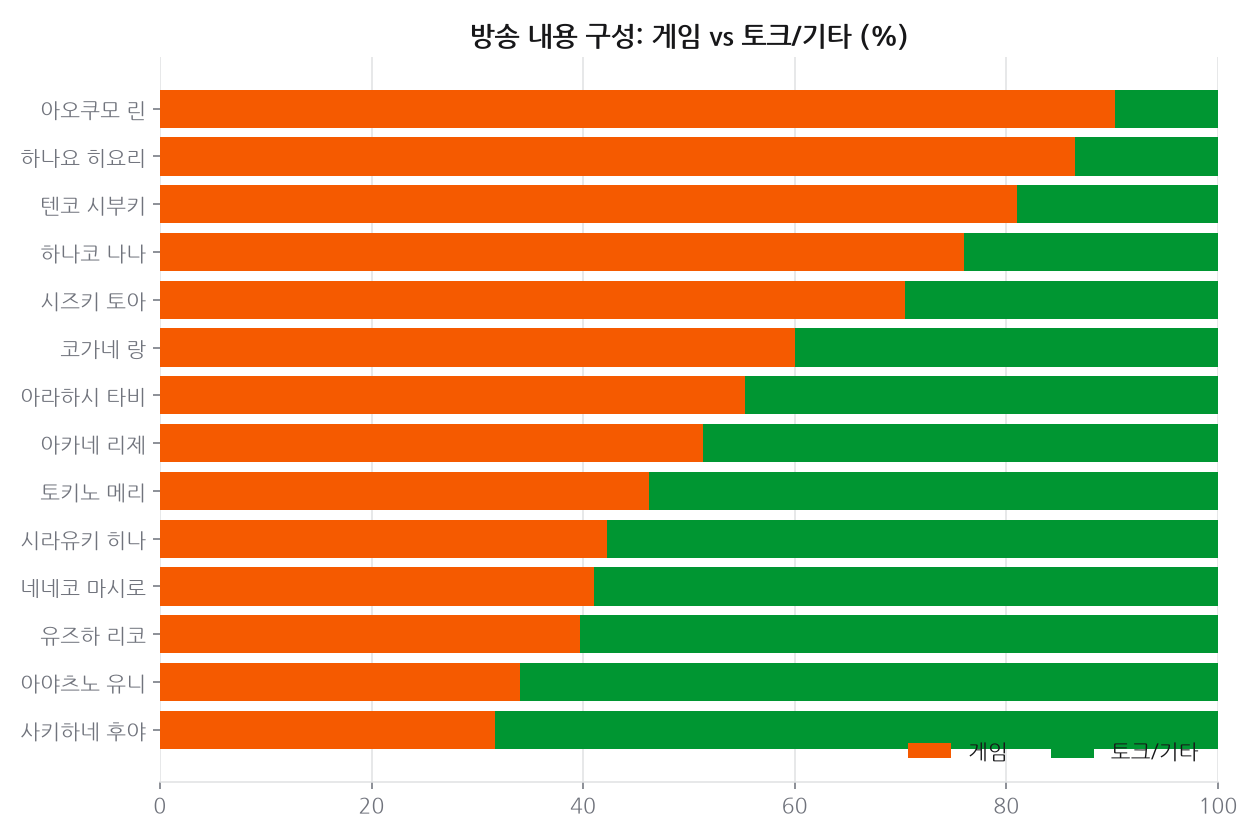 방송 내용 구성: 게임 vs 토크/기타 (%)
아오쿠모 린
하나요 히요리
텐코 시부키
하나코 나나
시즈키 토아
코가네 랑
아라하시 타비
아카네 리제
토키노 메리
시라유키 히나
네네코 마시로
유즈하 리코
아야츠노 유니
사키하네 후야
게임 토크/기타
0 20 40 60 80 100